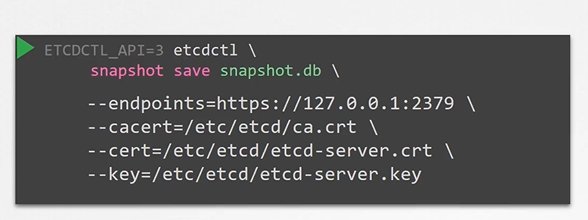 ETCDCTL_API=3 etcdctl \
snapshot save snapshot.db \
--endpoints=https://127.0.0.1:2379 \
--cacert=/etc/etcd/ca.crt \
--cert=/etc/etcd/etcd-server.crt \
--key=/etc/etcd/etcd-server.key